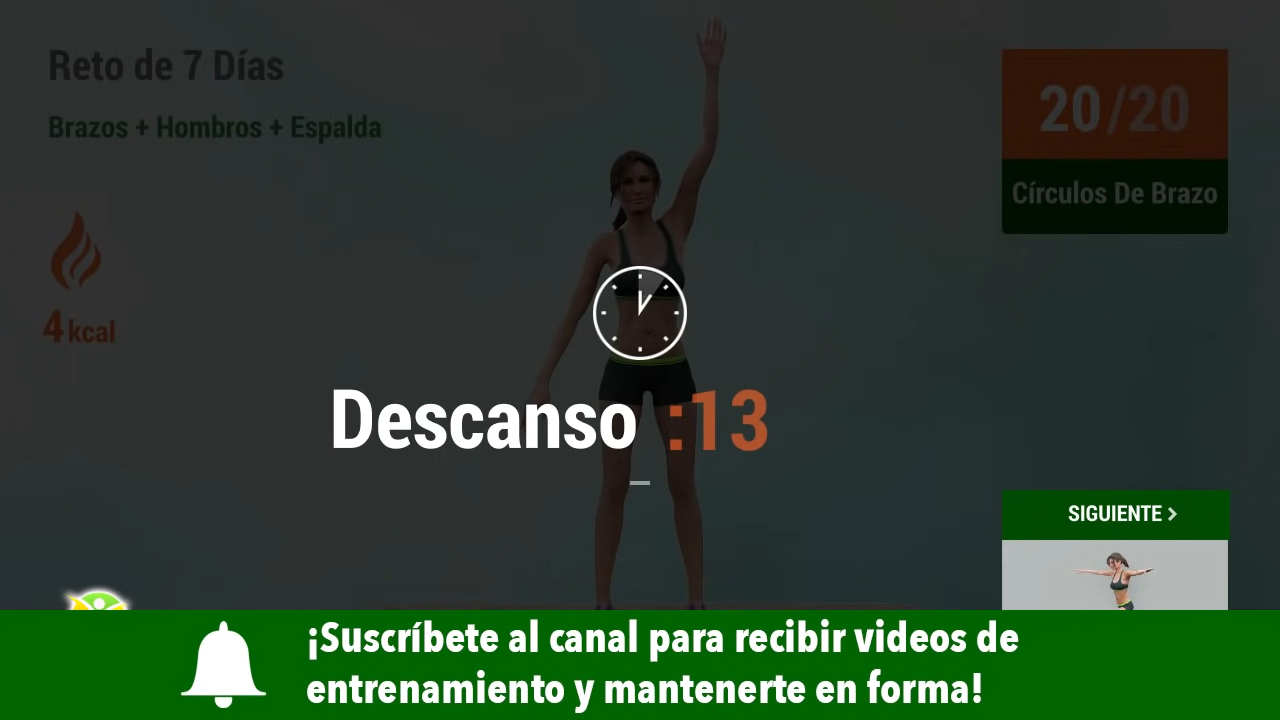 Reto de 7 Días
Brazos + Hombros + Espalda
20/20
Círculos De Brazo
4 kcal
Descanso :13
SIGUIENTE >
¡Suscríbete al canal para recibir videos de
entrenamiento y mantenerte en forma!